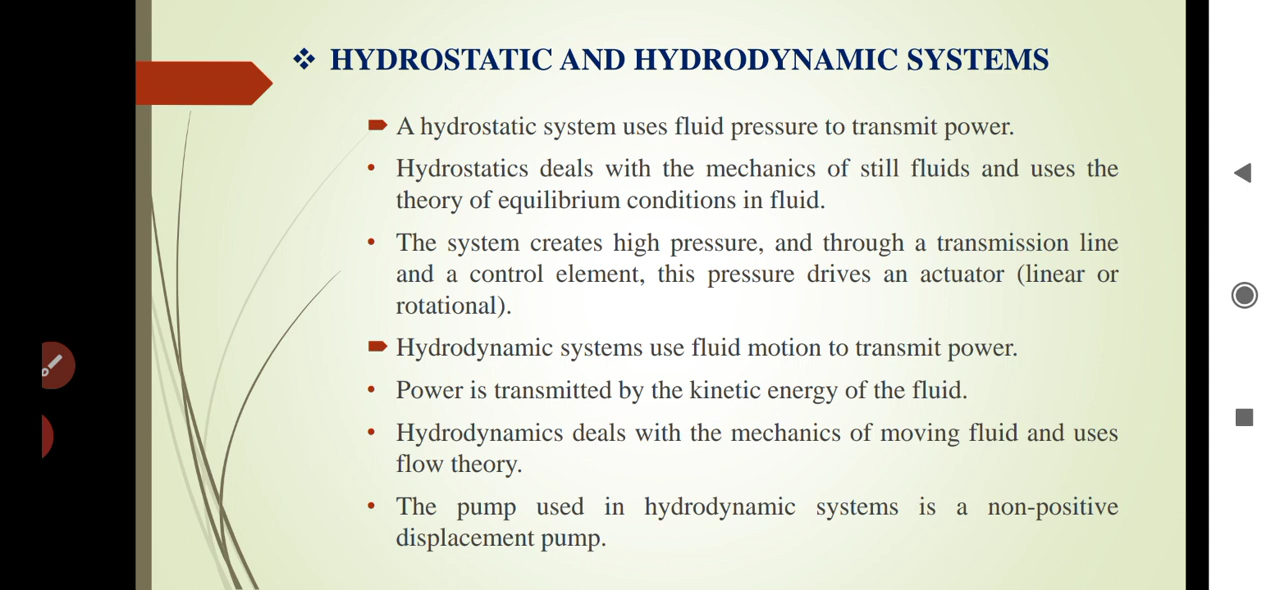 ❖ HYDROSTATIC AND HYDRODYNAMIC SYSTEMS
A hydrostatic system uses fluid pressure to transmit power.
• Hydrostatics deals with the mechanics of still fluids and uses the
theory of equilibrium conditions in fluid.
• The system creates high pressure, and through a transmission line
and a control element, this pressure drives an actuator (linear or
rotational).
Hydrodynamic systems use fluid motion to transmit power.
• Power is transmitted by the kinetic energy of the fluid.
• Hydrodynamics deals with the mechanics of moving fluid and uses
flow theory.
• The pump used in hydrodynamic systems is a non-positive
displacement pump.